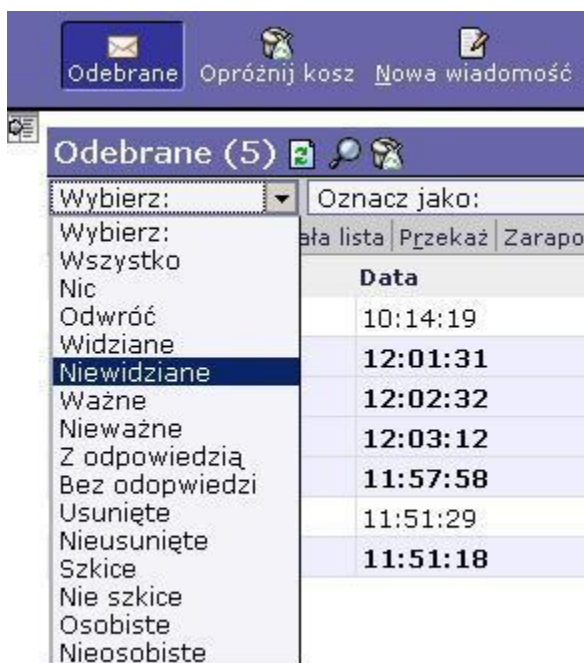 Odebrane Opróżnij kosz Nowa wiadomość
Odebrane (5)
Wybierz: Oznacz jako:
Wybierz:
ała lista Przekaż Zarapo
Wszystko
Nic
Data
Odwróć
10:14:19
Widziane
Niewidziane
12:01:31
Ważne
12:02:32
Nieważne
12:03:12
Z odpowiedzią
Bez odopwiedzi
11:57:58
Usunięte
11:51:29
Nieusunięte
11:51:18
Szkice
Nie szkice
Osobiste
Nieosobiste